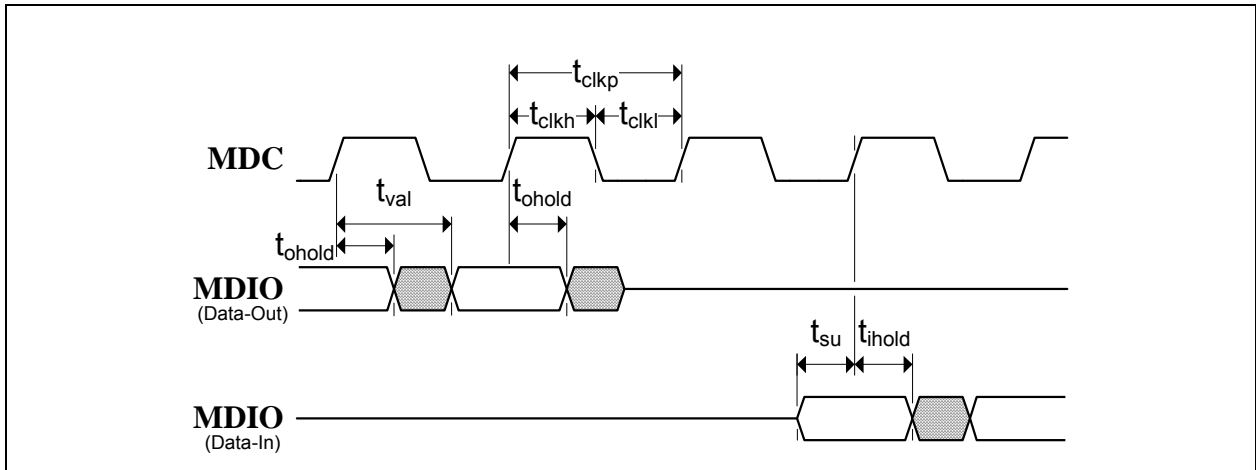 tclkp
tclkh tclkl
MDC
tval tohold
tohold
MDIO
(Data-Out)
tsu tihold
MDIO
(Data-In)